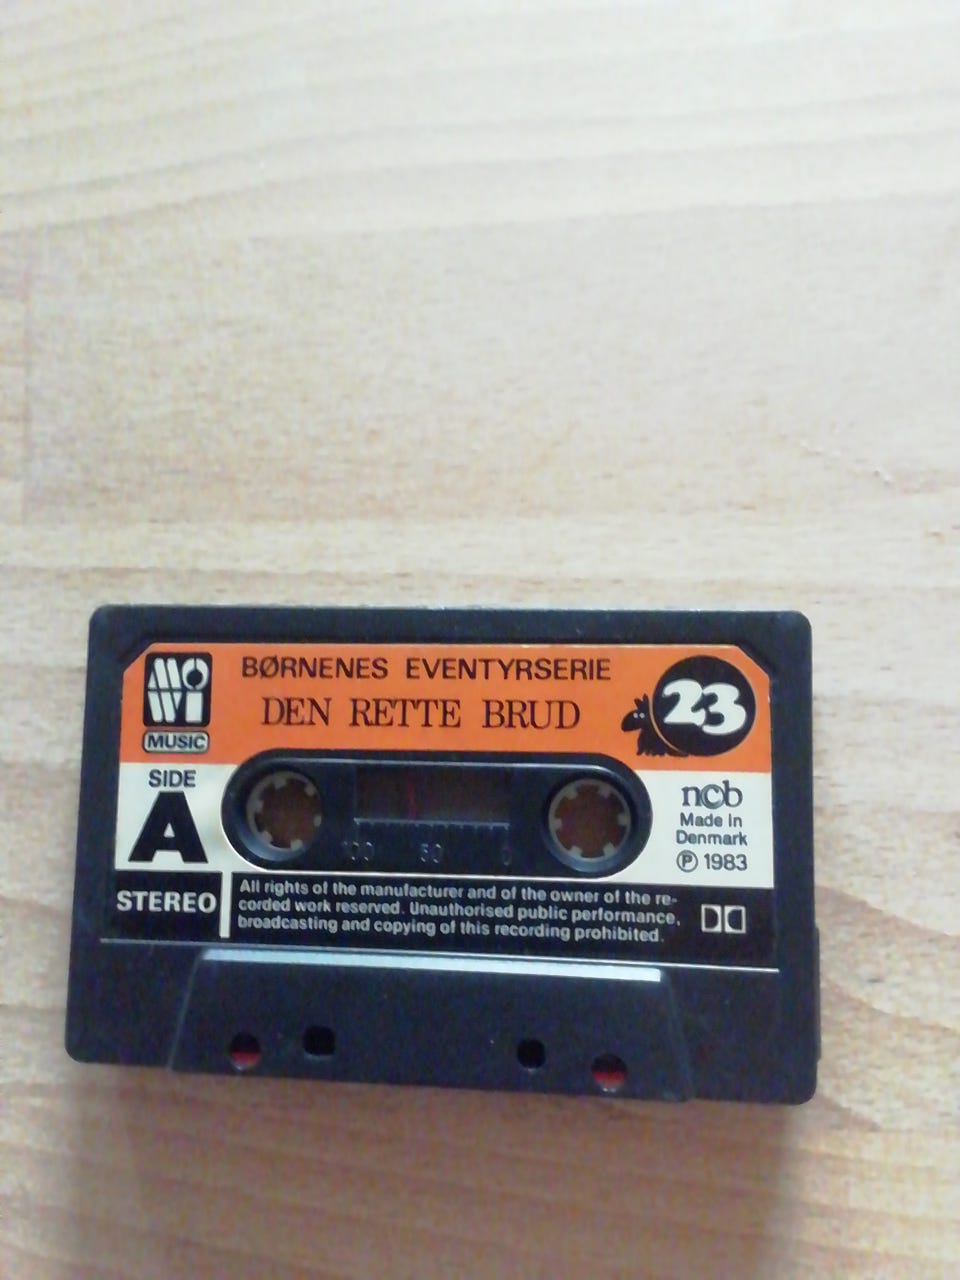 MOWI
MUSIC
BØRNENES EVENTYRSERIE
DEN RETTE BRUD
23
SIDE
A
STEREO
100 50 0
ncb
Made in
Denmark
Ⓟ 1983
All rights of the manufacturer and of the owner of the re-
corded work reserved. Unauthorised public performance,
broadcasting and copying of this recording prohibited.